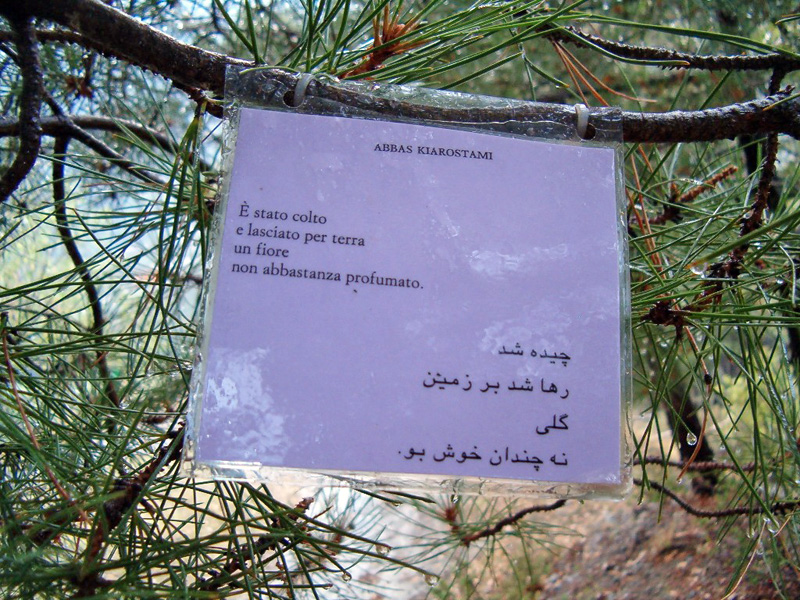 ABBAS KIAROSTAMI
È stato colto
e lasciato per terra
un fiore
non abbastanza profumato.
چیده شد
رها شد بر زمین
گلی
نه چندان خوش بو.